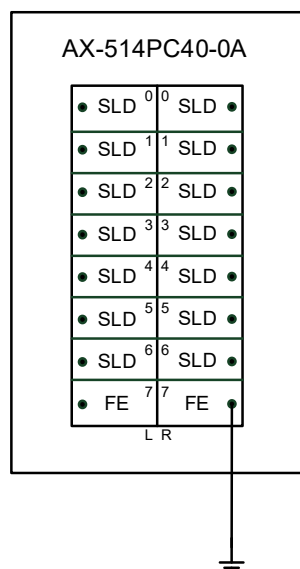 AX-514PC40-0A
SLD 0 0 SLD
SLD 1 1 SLD
SLD 2 2 SLD
SLD 3 3 SLD
SLD 4 4 SLD
SLD 5 5 SLD
SLD 6 6 SLD
FE 7 7 FE
L R